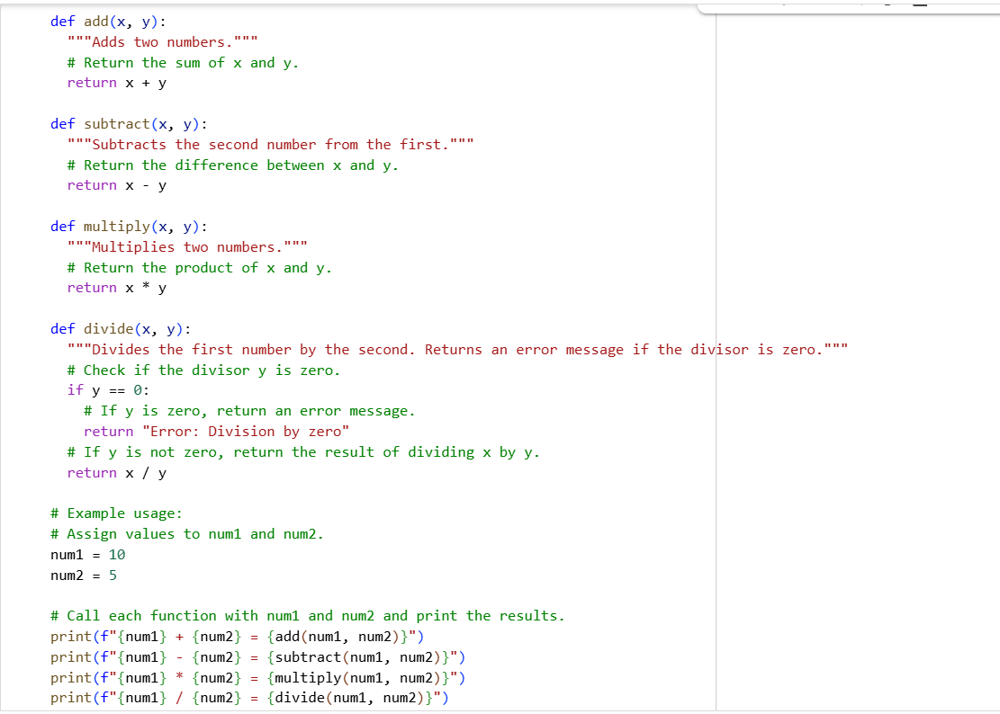 def add(x, y):
  """Adds two numbers."""
  # Return the sum of x and y.
  return x + y

def subtract(x, y):
  """Subtracts the second number from the first."""
  # Return the difference between x and y.
  return x - y

def multiply(x, y):
  """Multiplies two numbers."""
  # Return the product of x and y.
  return x * y

def divide(x, y):
  """Divides the first number by the second. Returns an error message if the divisor is zero."""
  # Check if the divisor y is zero.
  if y == 0:
    # If y is zero, return an error message.
    return "Error: Division by zero"
  # If y is not zero, return the result of dividing x by y.
  return x / y

# Example usage:
# Assign values to num1 and num2.
num1 = 10
num2 = 5

# Call each function with num1 and num2 and print the results.
print(f"{num1} + {num2} = {add(num1, num2)}")
print(f"{num1} - {num2} = {subtract(num1, num2)}")
print(f"{num1} * {num2} = {multiply(num1, num2)}")
print(f"{num1} / {num2} = {divide(num1, num2)}")